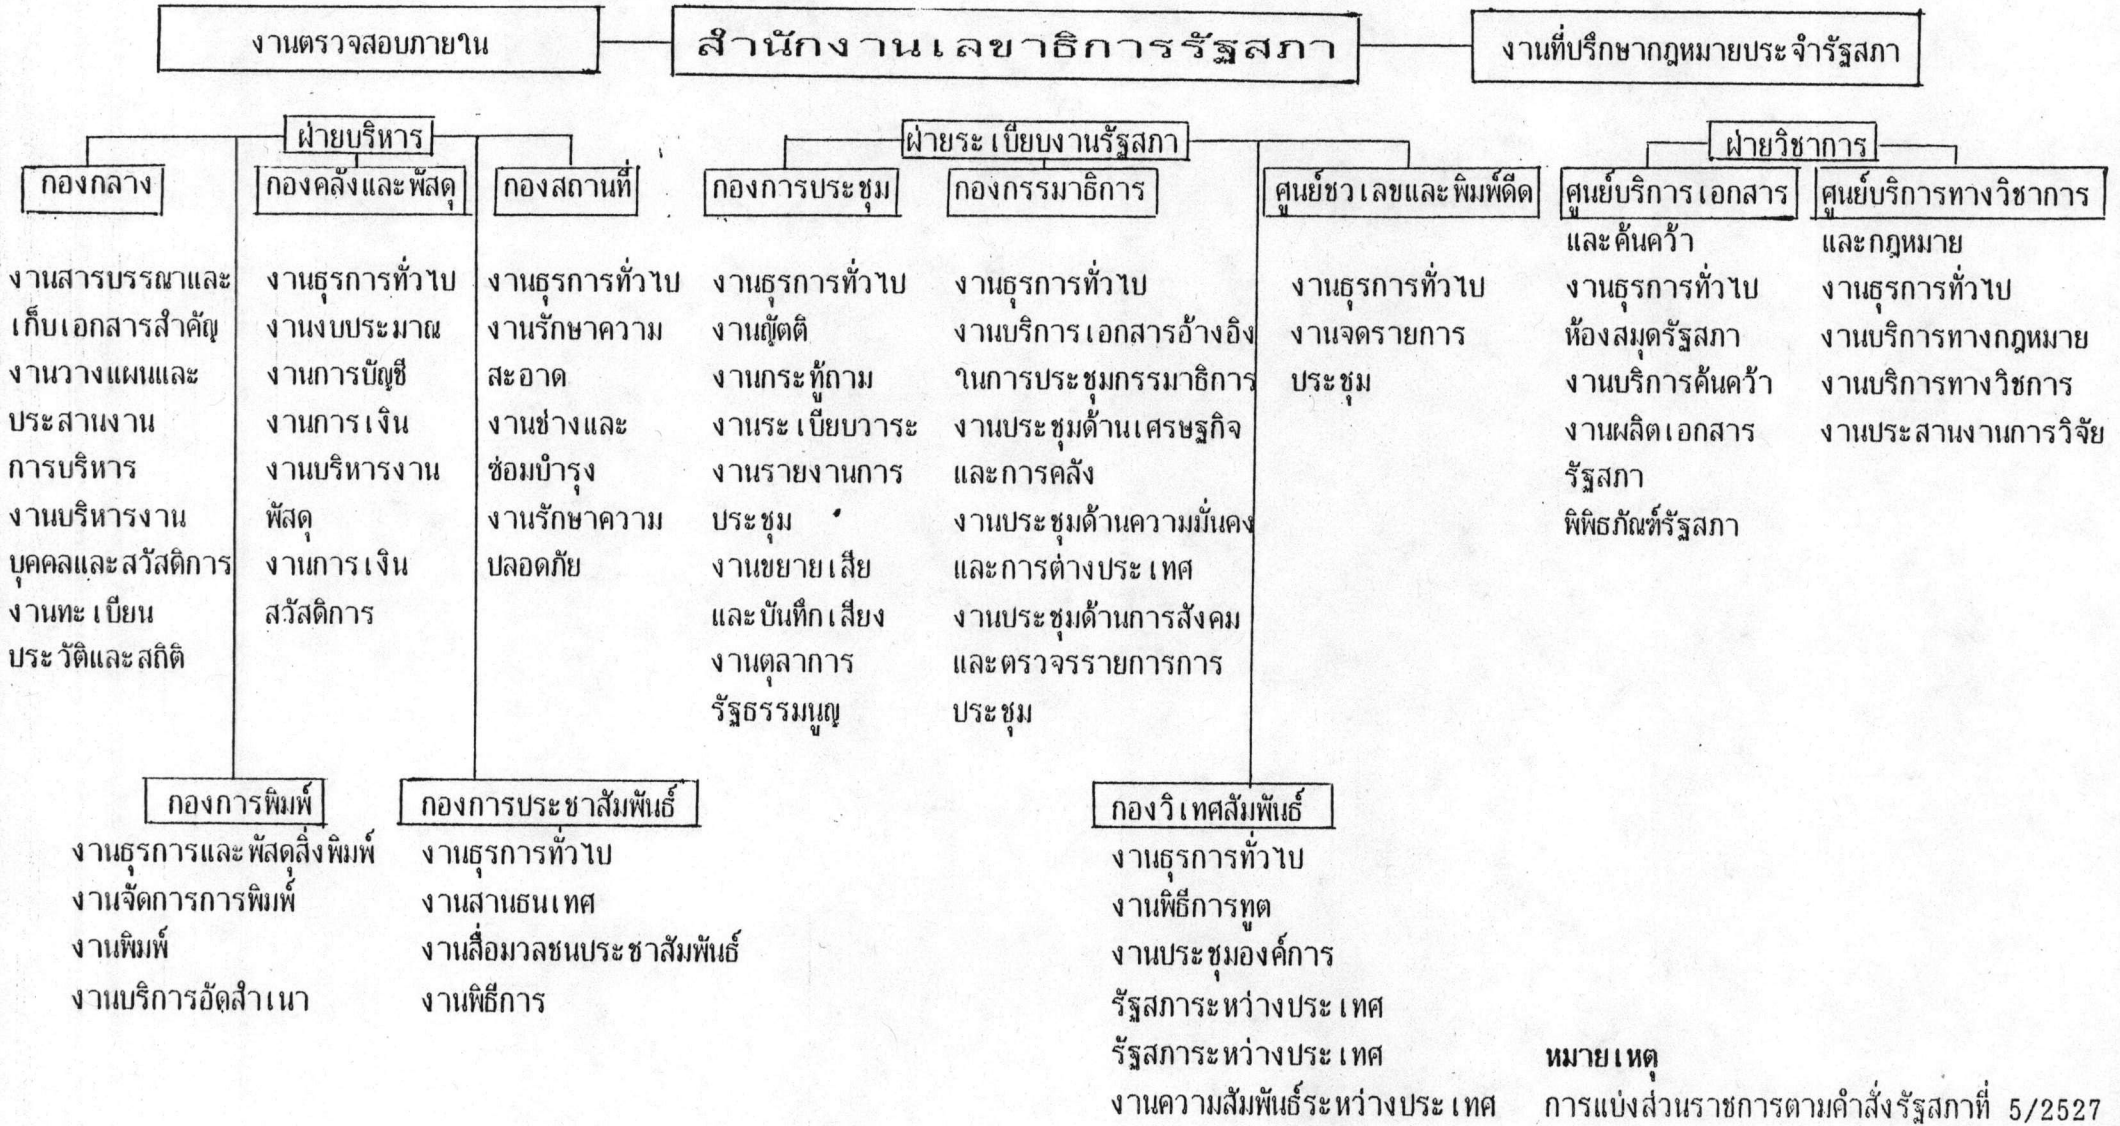 งานตรวจสอบภายใน
สำนักงานเลขาธิการรัฐสภา
งานที่ปรึกษากฎหมายประจำรัฐสภา
ฝ่ายบริหาร
กองกลาง
งานสารบรรณาและ
เก็บเอกสารสำคัญ
งานวางแผนและ
ประสานงาน
การบริหาร
งานบริหารงาน
บุคคลและสวัสดิการ
งานทะเบียน
ประวัติและสถิติ
กองคลังและพัสดุ
งานธุรการทั่วไป
งานงบประมาณ
งานการบัญชี
งานการเงิน
งานบริหารงาน
พัสดุ
งานการเงิน
สวัสดิการ
กองสถานที่
งานธุรการทั่วไป
งานรักษาความ
สะอาด
งานช่างและ
ซ่อมบำรุง
งานรักษาความ
ปลอดภัย
กองการพิมพ์
งานธุรการและพัสดุสิ่งพิมพ์
งานจัดการการพิมพ์
งานพิมพ์
งานบริการอัดสำเนา
กองการประชาสัมพันธ์
งานธุรการทั่วไป
งานสานธนเทศ
งานสื่อมวลชนประชาสัมพันธ์
งานพิธีการ
ฝ่ายระเบียบงานรัฐสภา
กองการประชุม
งานธุรการทั่วไป
งานญัตติ
งานกระทู้ถาม
งานระเบียบวาระ
งานรายงานการ
ประชุม
งานขยายเสีย
และบันทึกเสียง
งานตุลาการ
รัฐธรรมนูญ
กองกรรมาธิการ
งานธุรการทั่วไป
งานบริการเอกสารอ้างอิง
ในการประชุมกรรมาธิการ
งานประชุมด้านเศรษฐกิจ
และการคลัง
งานประชุมด้านความมั่นคง
และการต่างประเทศ
งานประชุมด้านการสังคม
และตรวจรรายการการ
ประชุม
ศูนย์ชวเลขและพิมพ์ดีด
งานธุรการทั่วไป
งานจดรายการ
ประชุม
กองวิเทศสัมพันธ์
งานธุรการทั่วไป
งานพิธีการทูต
งานประชุมองค์การ
รัฐสภาระหว่างประเทศ
รัฐสภาระหว่างประเทศ
งานความสัมพันธ์ระหว่างประเทศ
ฝ่ายวิชาการ
ศูนย์บริการเอกสาร
และค้นคว้า
งานธุรการทั่วไป
ห้องสมุดรัฐสภา
งานบริการค้นคว้า
งานผลิตเอกสาร
รัฐสภา
พิพิธภัณฑ์รัฐสภา
ศูนย์บริการทางวิชาการ
และกฎหมาย
งานธุรการทั่วไป
งานบริการทางกฎหมาย
งานบริการทางวิชการ
งานประสานงานการวิจัย
หมายเหตุ
การแบ่งส่วนราชการตามคำสั่งรัฐสภาที่ 5/2527